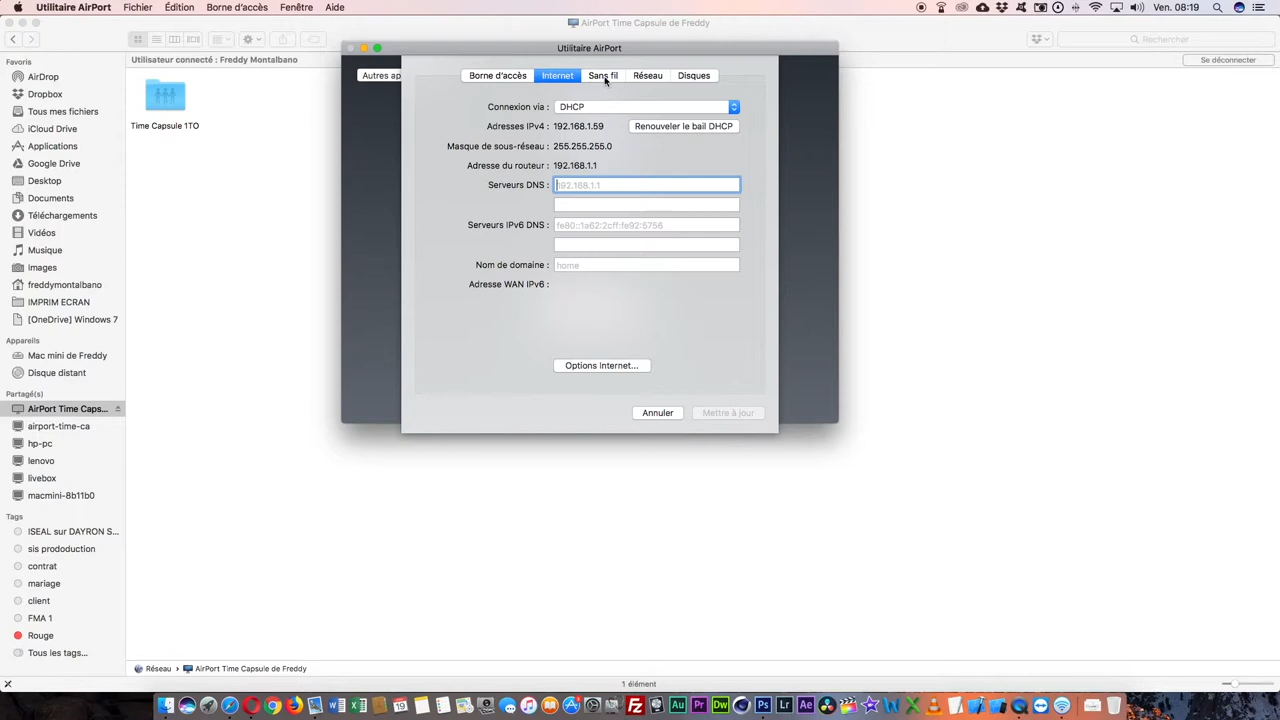 Utilitaire AirPort Fichier Édition Borne d'accès Fenêtre Aide Ven. 08:19
AirPort Time Capsule de Freddy
Rechercher
Utilitaire AirPort
Utilisateur connecté : Freddy Montalbano
Se déconnecter
Favoris
AirDrop
Dropbox
Tous mes fichiers
iCloud Drive
Applications
Google Drive
Desktop
Documents
Téléchargements
Vidéos
Musique
Images
freddymontalbano
IMPRIM ECRAN
[OneDrive] Windows 7
Appareils
Mac mini de Freddy
Disque distant
Partagé(s)
AirPort Time Caps...
airport-time-ca
hp-pc
lenovo
livebox
macmini-8b11b0
Tags
ISEAL sur DAYRON S...
sis prododuction
contrat
mariage
client
FMA 1
Rouge
Tous les tags...
Time Capsule 1TO
Autres ap
Borne d'accès Internet Sans fil Réseau Disques
Connexion via : DHCP
Adresses IPv4 : 192.168.1.59 Renouveler le bail DHCP
Masque de sous-réseau : 255.255.255.0
Adresse du routeur : 192.168.1.1
Serveurs DNS : 192.168.1.1
Serveurs IPv6 DNS : fe80::1a62:2cff:fe92:5756
Nom de domaine : home
Adresse WAN IPv6 :
Options Internet...
Annuler Mettre à jour
Réseau › AirPort Time Capsule de Freddy
1 élément
19
Au Pr Dw Ps Lr Ae